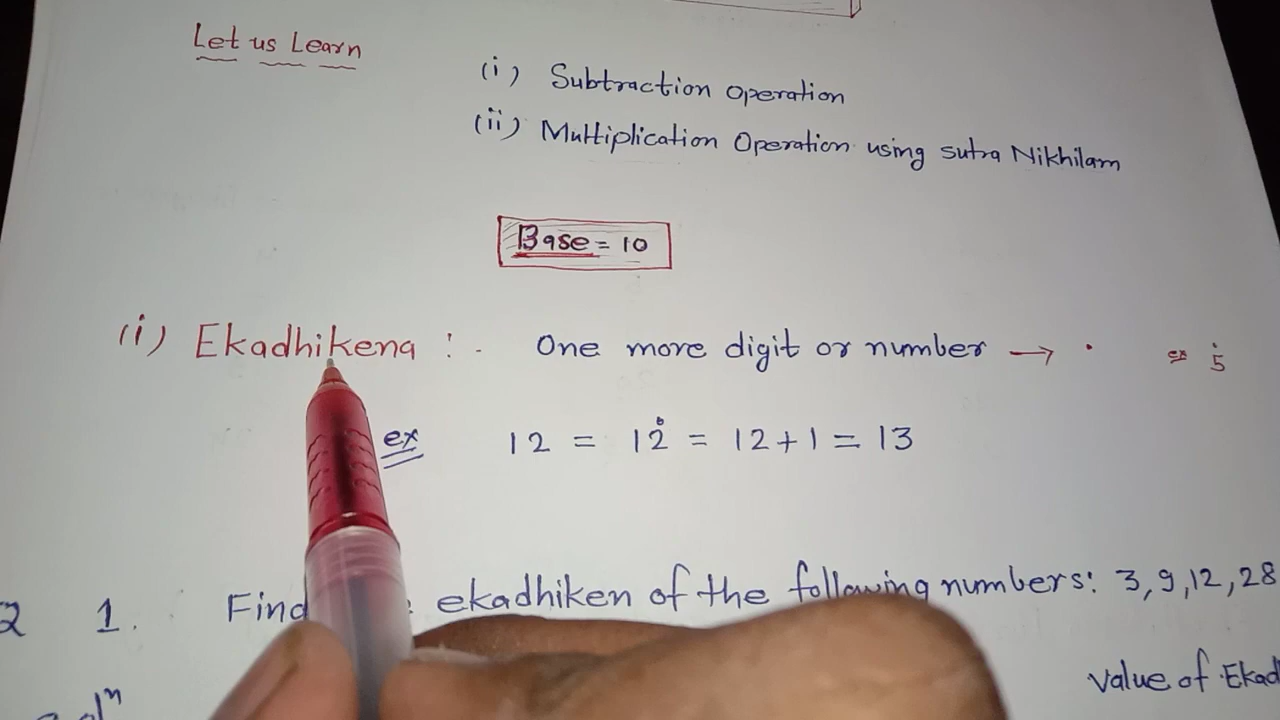 Let us Learn
(i) Subtraction operation
(ii) Multiplication Operation using sutra Nikhilam
Base = 10
(i) Ekadhikena :- One more digit or number → • ex 5̇
ex 12 = 12̇ = 12+1 = 13
2 1. Find ekadhiken of the following numbers: 3, 9, 12, 28
value of Ekad